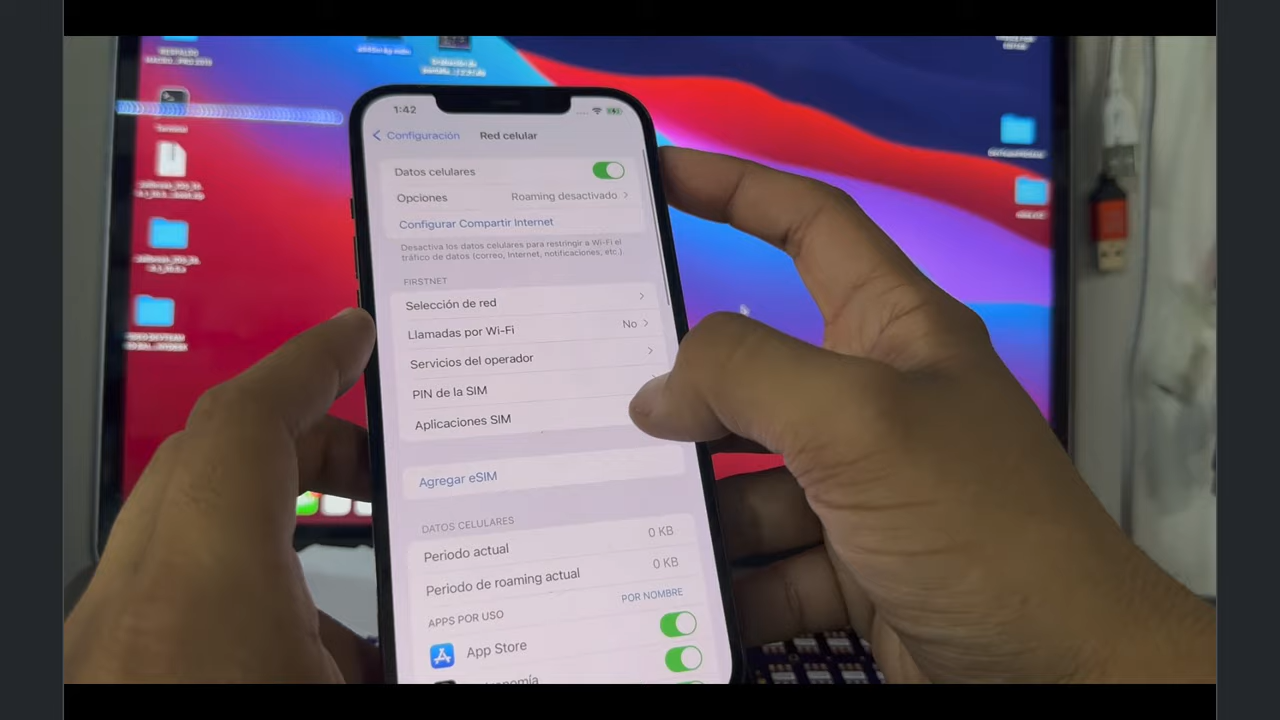 1:42
Configuración
Red celular
Datos celulares
Opciones
Roaming desactivado
Configurar Compartir Internet
Desactiva los datos celulares para restringir a Wi-Fi el
tráfico de datos (correo, Internet, notificaciones, etc.)
FIRSTNET
Selección de red
Llamadas por Wi-Fi
No
Servicios del operador
PIN de la SIM
Aplicaciones SIM
Agregar eSIM
DATOS CELULARES
Periodo actual
0 KB
Periodo de roaming actual
0 KB
APPS POR USO
POR NOMBRE
App Store
Terminal